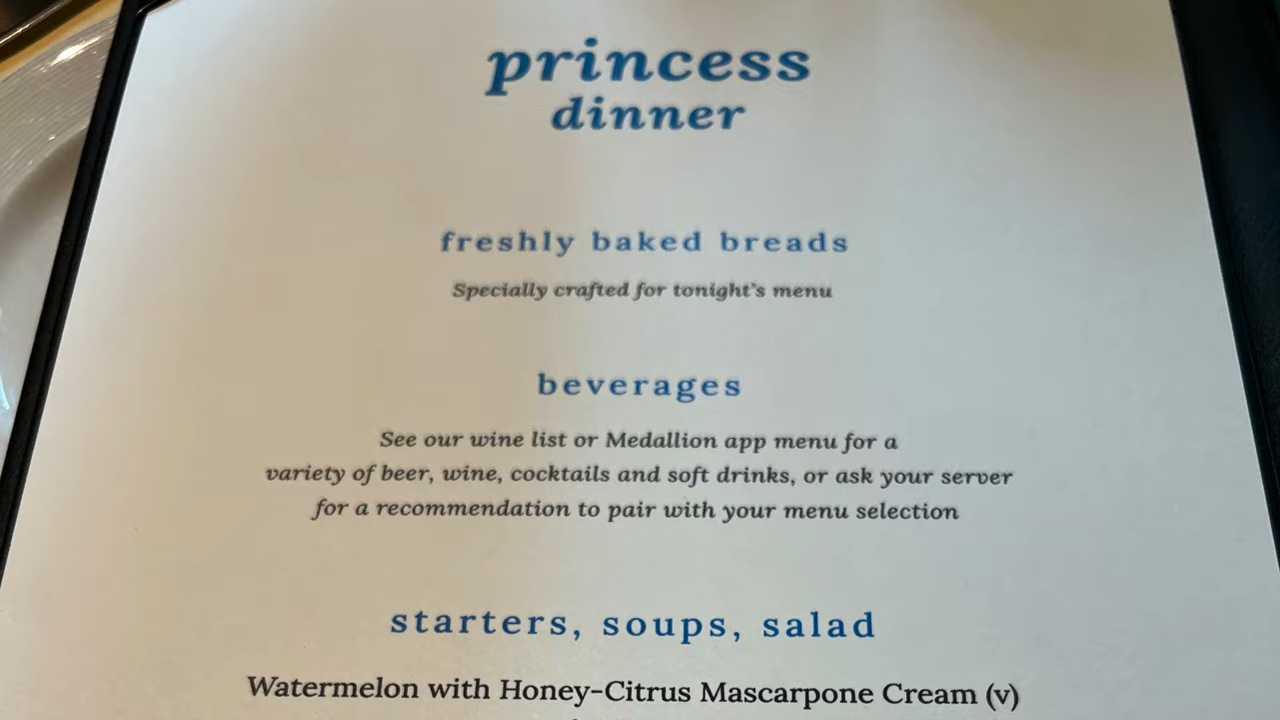 princess
dinner
freshly baked breads
Specially crafted for tonight's menu
beverages
See our wine list or Medallion app menu for a
variety of beer, wine, cocktails and soft drinks, or ask your server
for a recommendation to pair with your menu selection
starters, soups, salad
Watermelon with Honey-Citrus Mascarpone Cream (v)